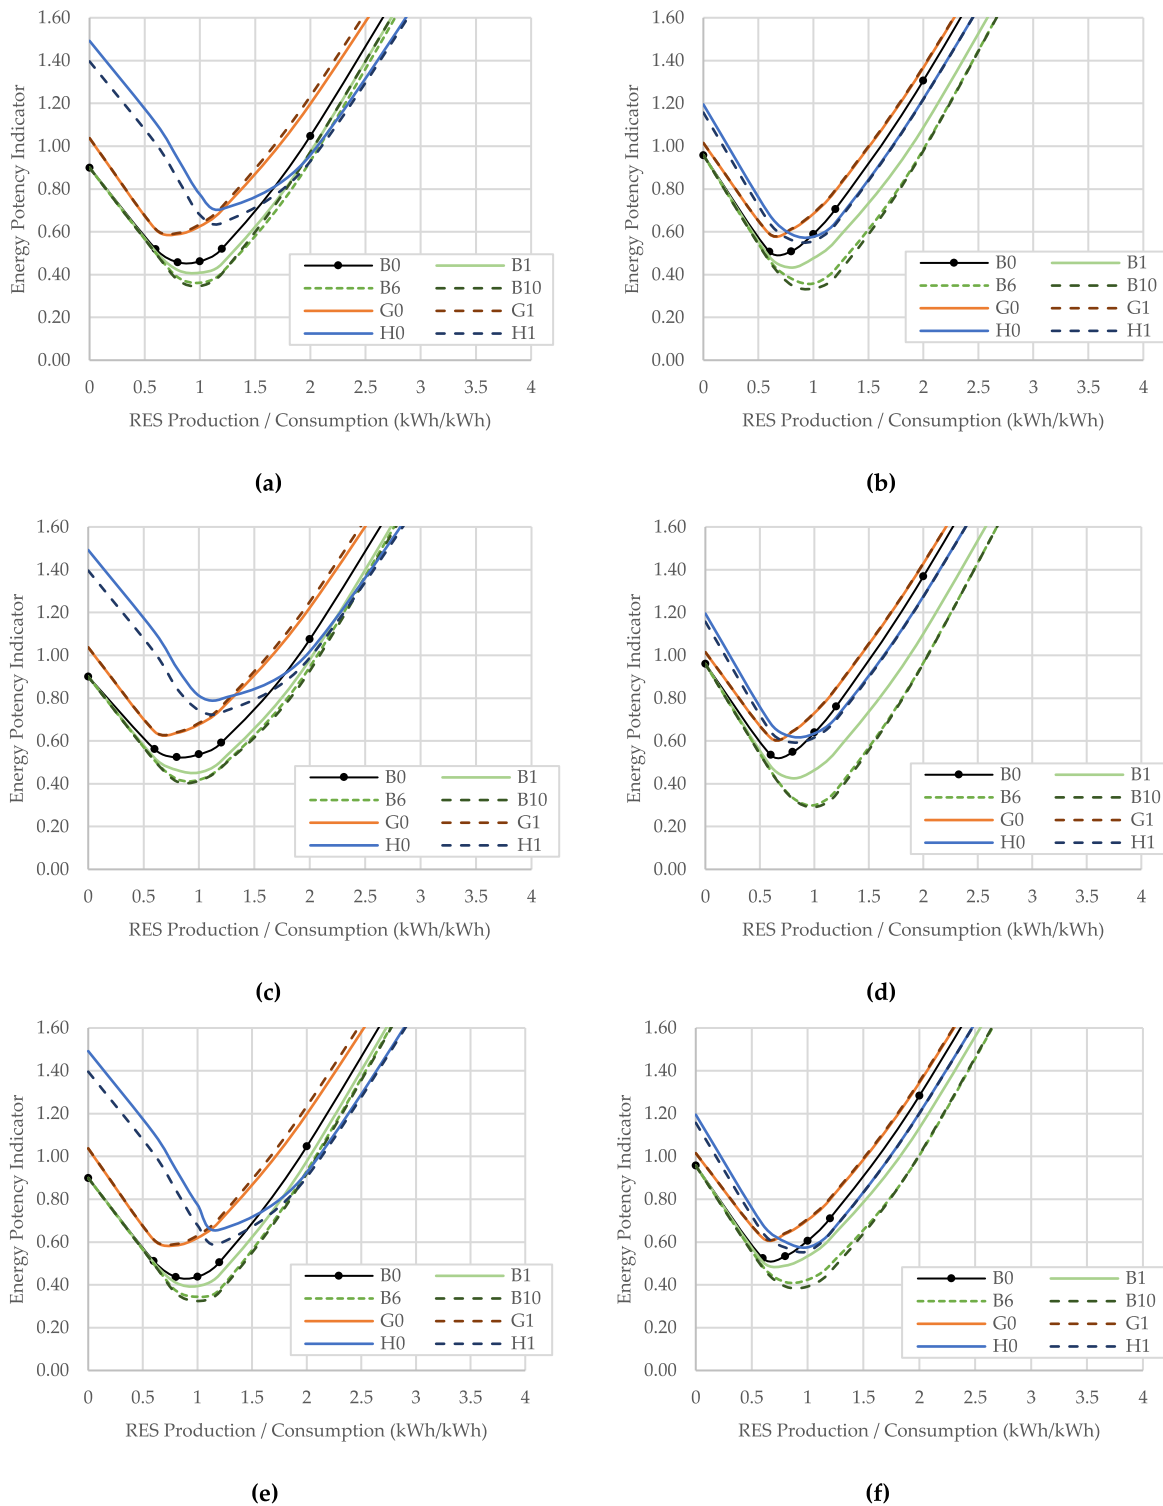 1.60
1.40
1.20
1.00
0.80
0.60
0.40
0.20
0.00
Energy Potency Indicator
B0 B1
B6 B10
G0 G1
H0 H1
0 0.5 1 1.5 2 2.5 3 3.5 4
RES Production / Consumption (kWh/kWh)
(a)
1.60
1.40
1.20
1.00
0.80
0.60
0.40
0.20
0.00
Energy Potency Indicator
B0 B1
B6 B10
G0 G1
H0 H1
0 0.5 1 1.5 2 2.5 3 3.5 4
RES Production / Consumption (kWh/kWh)
(b)
1.60
1.40
1.20
1.00
0.80
0.60
0.40
0.20
0.00
Energy Potency Indicator
B0 B1
B6 B10
G0 G1
H0 H1
0 0.5 1 1.5 2 2.5 3 3.5 4
RES Production / Consumption (kWh/kWh)
(c)
1.60
1.40
1.20
1.00
0.80
0.60
0.40
0.20
0.00
Energy Potency Indicator
B0 B1
B6 B10
G0 G1
H0 H1
0 0.5 1 1.5 2 2.5 3 3.5 4
RES Production / Consumption (kWh/kWh)
(d)
1.60
1.40
1.20
1.00
0.80
0.60
0.40
0.20
0.00
Energy Potency Indicator
B0 B1
B6 B10
G0 G1
H0 H1
0 0.5 1 1.5 2 2.5 3 3.5 4
RES Production / Consumption (kWh/kWh)
(e)
1.60
1.40
1.20
1.00
0.80
0.60
0.40
0.20
0.00
Energy Potency Indicator
B0 B1
B6 B10
G0 G1
H0 H1
0 0.5 1 1.5 2 2.5 3 3.5 4
RES Production / Consumption (kWh/kWh)
(f)